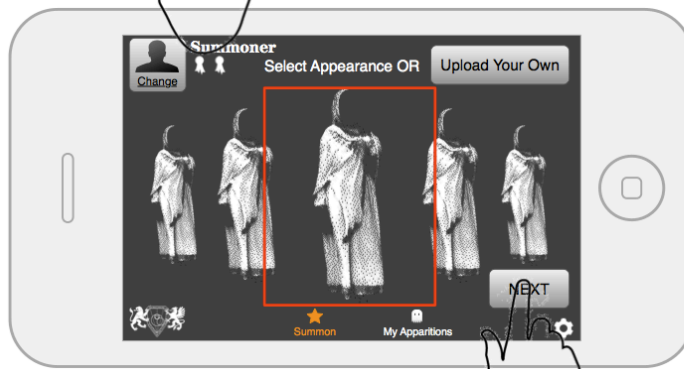 Summoner
Select Appearance OR
Upload Your Own
Change
NEXT
Summon
My Apparitions